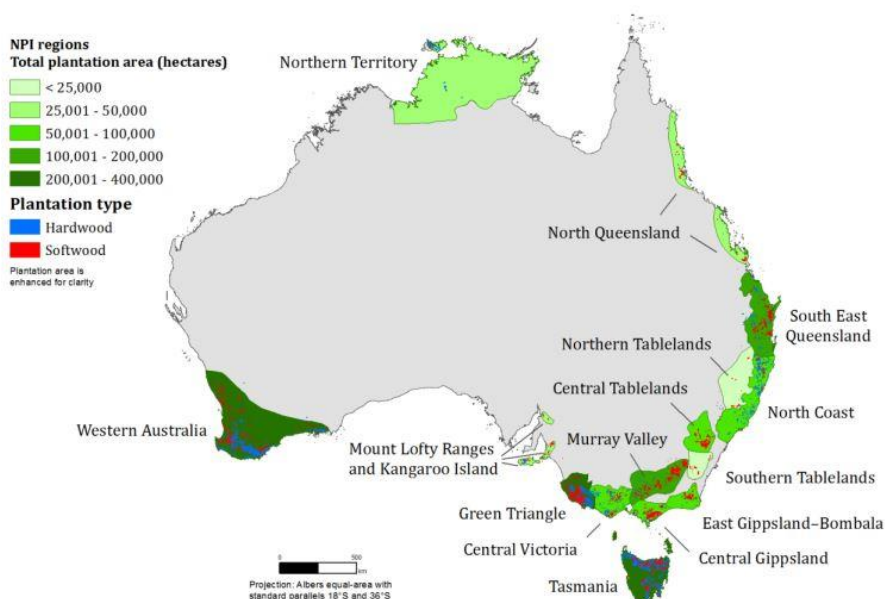 NPI regions
Total plantation area (hectares)
< 25,000
25,001 - 50,000
50,001 - 100,000
100,001 - 200,000
200,001 - 400,000
Plantation type
Hardwood
Softwood
Plantation area is
enhanced for clarity
Northern Territory
North Queensland
South East
Queensland
Northern Tablelands
Central Tablelands
North Coast
Western Australia
Mount Lofty Ranges
and Kangaroo Island
Murray Valley
Southern Tablelands
Green Triangle
East Gippsland–Bombala
Central Victoria
Central Gippsland
Tasmania
0 500
km
Projection: Albers equal-area with
standard parallels 18°S and 36°S